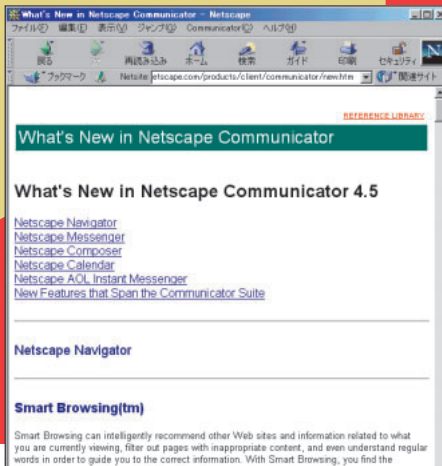 What's New in Netscape Communicator - Netscape
ファイル(F) 編集(E) 表示(V) ジャンプ(G) Communicator(C) ヘルプ(H)
戻る 再読み込み ホーム 検索 ガイド 印刷 セキュリティ
ブックマーク Netsite: etscape.com/products/client/communicator/new.htm 関連サイト
REFERENCE LIBRARY
What's New in Netscape Communicator
What's New in Netscape Communicator 4.5
Netscape Navigator
Netscape Messenger
Netscape Composer
Netscape Calendar
Netscape AOL Instant Messenger
New Features that Span the Communicator Suite
Netscape Navigator
Smart Browsing(tm)
Smart Browsing can intelligently recommend other Web sites and information related to what
you are currently viewing, filter out pages with inappropriate content, and even understand regular
words in order to guide you to the correct information. With Smart Browsing, you find the